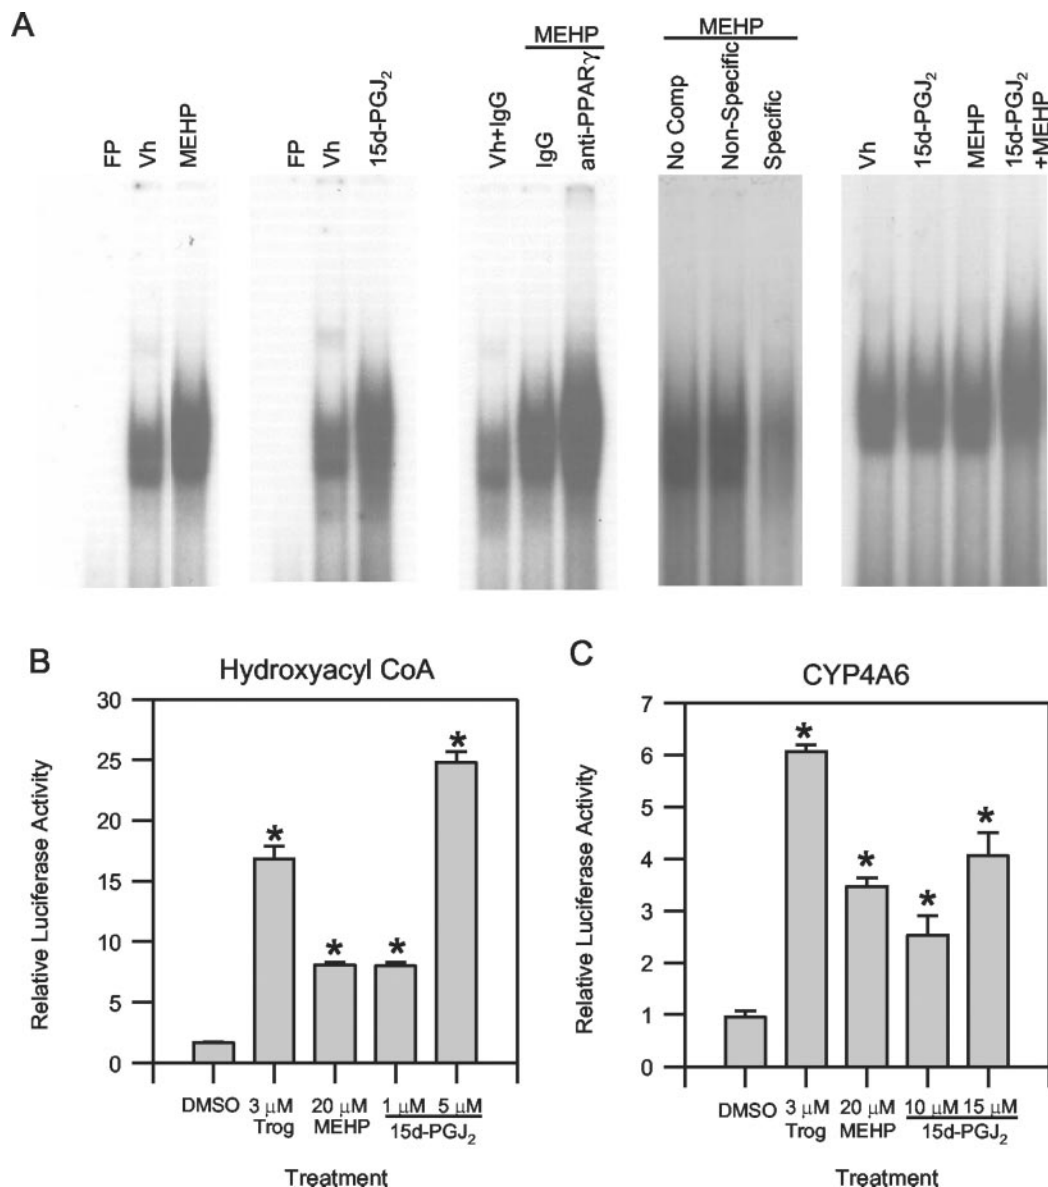 A
MEHP
MEHP
FP
Vh
MEHP
FP
Vh
15d-PGJ₂
Vh+IgG
IgG
anti-PPARγ
No Comp
Non-Specific
Specific
Vh
15d-PGJ₂
MEHP
15d-PGJ₂
+MEHP
B
Hydroxyacyl CoA
Relative Luciferase Activity
30
25
20
15
10
5
0
*
*
*
*
DMSO 3 μM 20 μM 1 μM 5 μM
Trog MEHP 15d-PGJ₂
Treatment
C
CYP4A6
Relative Luciferase Activity
7
6
5
4
3
2
1
0
*
*
*
*
DMSO 3 μM 20 μM 10 μM 15 μM
Trog MEHP 15d-PGJ₂
Treatment